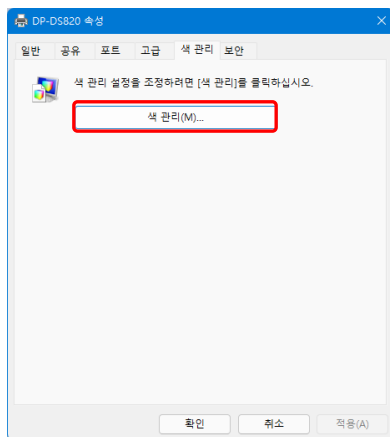 DP-DS820 속성
일반 공유 포트 고급 색 관리 보안
색 관리 설정을 조정하려면 [색 관리]를 클릭하십시오.
색 관리(M)...
확인 취소 적용(A)